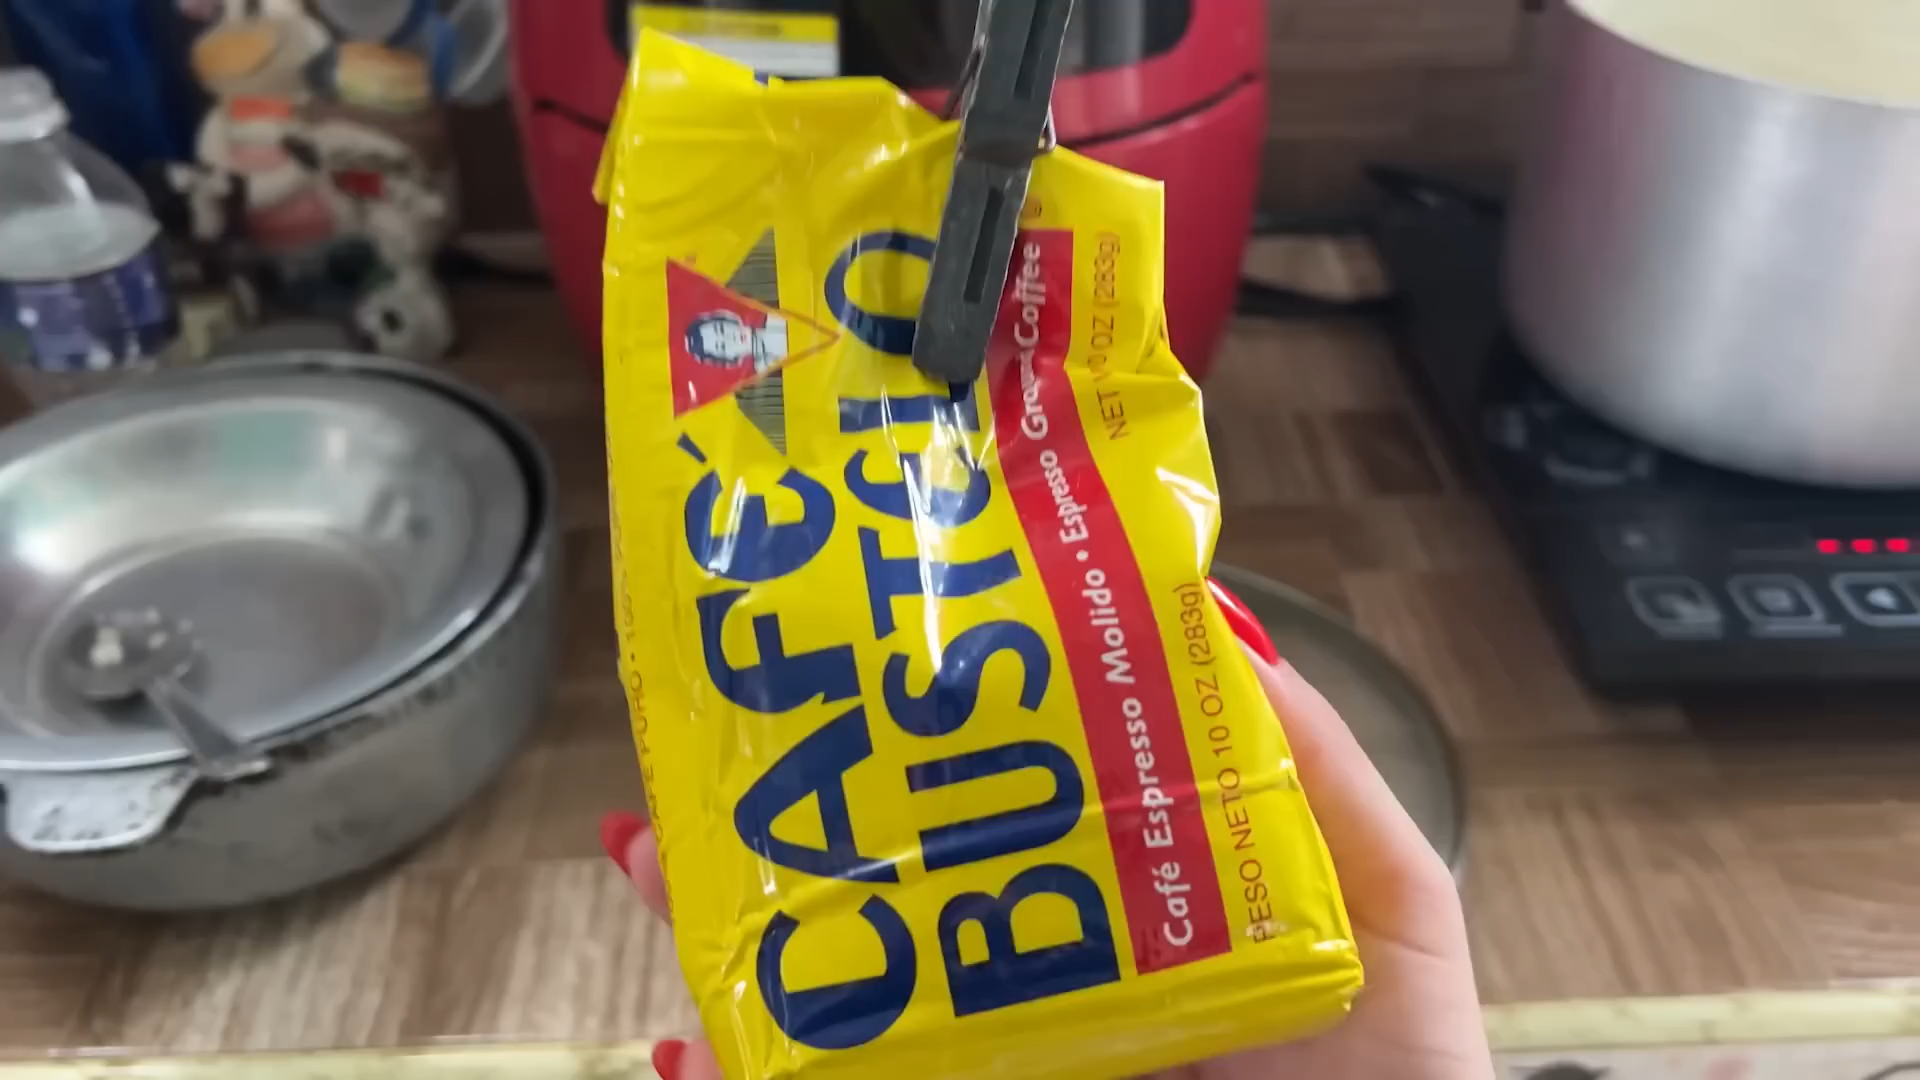 CAFÉ
BUSTELO
Café Espresso Molido • Espresso Ground Coffee
PESO NETO 10 OZ (283g)
NET 10 OZ (283g)